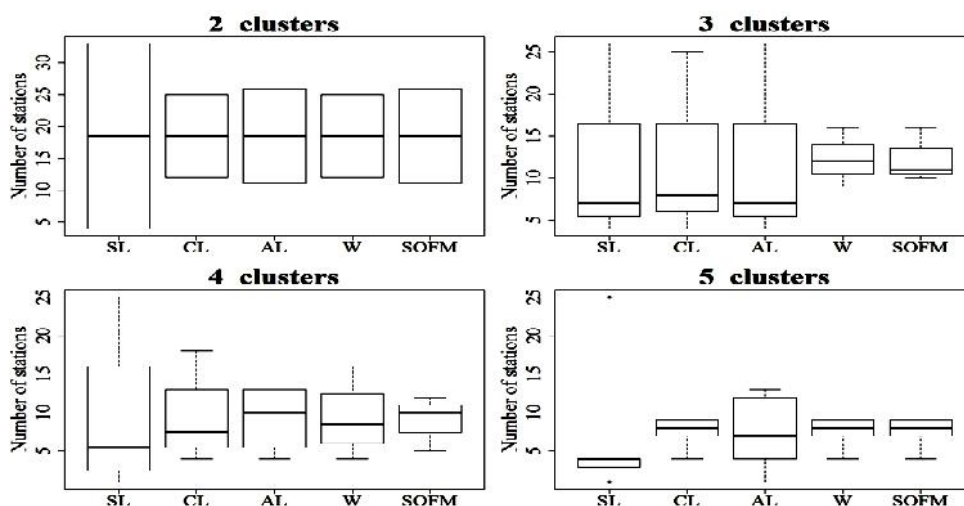 2 clusters
Number of stations
5 10 15 20 25 30
SL CL AL W SOFM
3 clusters
Number of stations
5 10 15 20 25
SL CL AL W SOFM
4 clusters
Number of stations
5 10 15 20 25
SL CL AL W SOFM
5 clusters
Number of stations
5 10 15 20 25
SL CL AL W SOFM